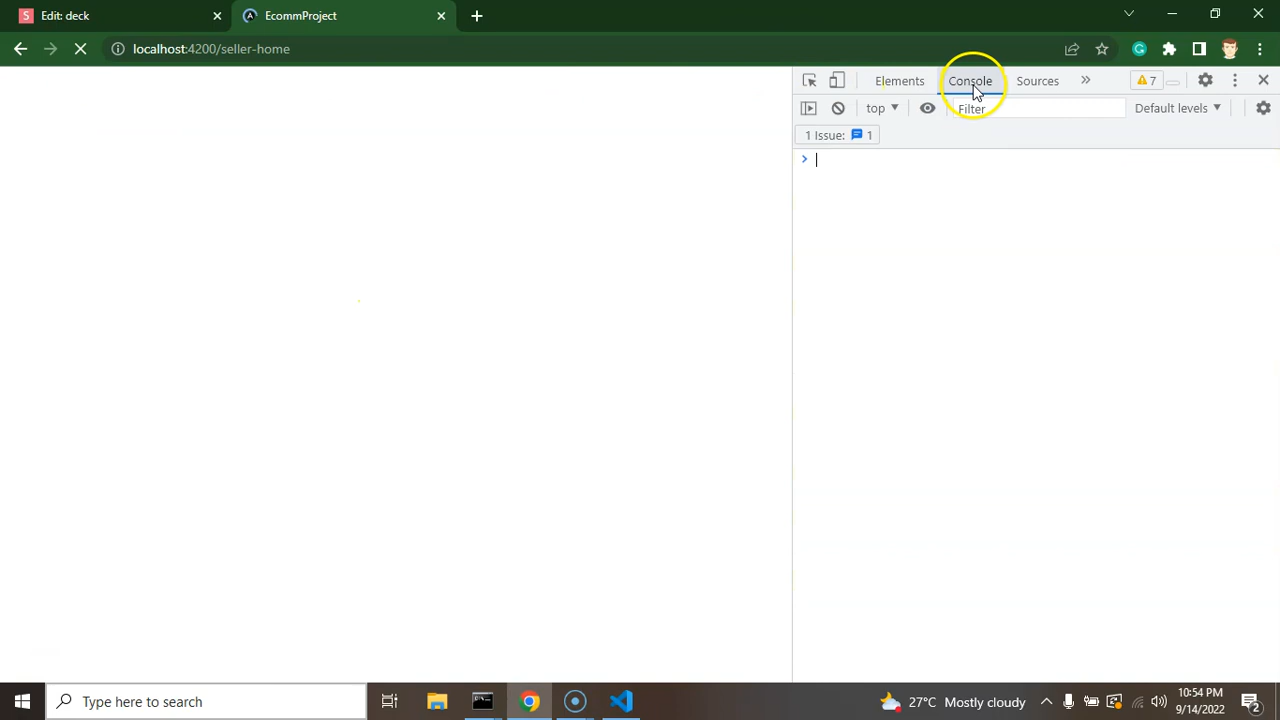 Edit: deck
EcommProject
localhost:4200/seller-home
Elements
Console
Sources
7
top
Filter
Default levels
1 Issue: 1
Type here to search
27°C Mostly cloudy
10:54 PM
9/14/2022
2